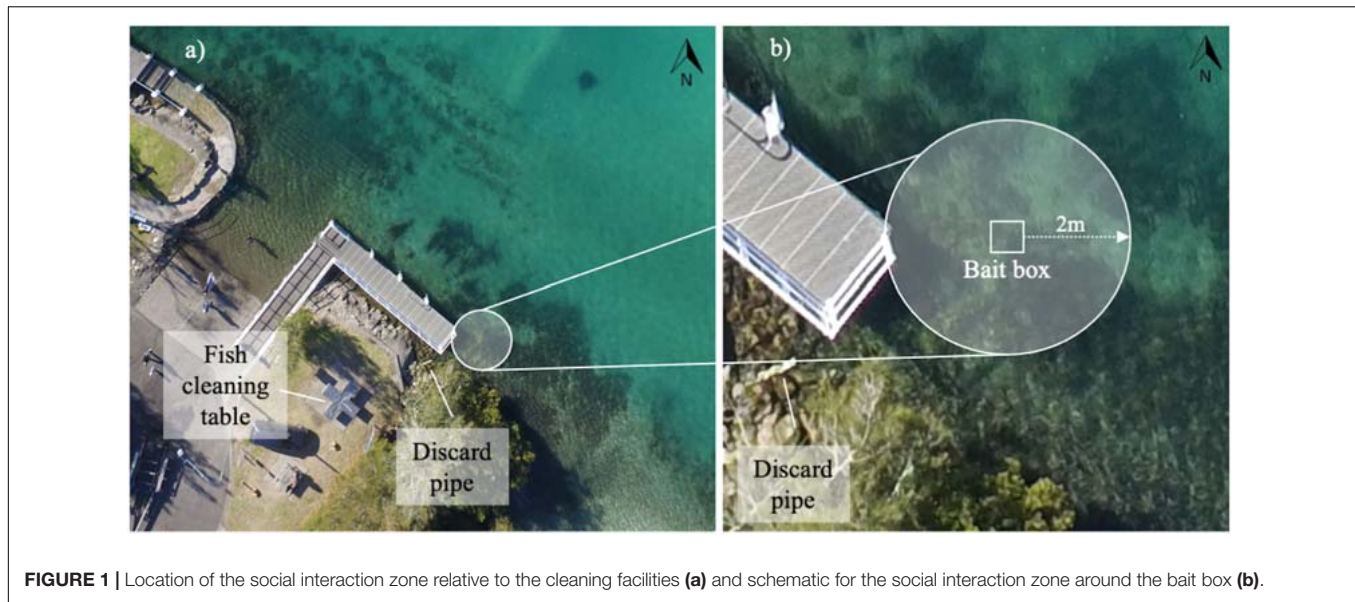 a)
N
Fish
cleaning
table
Discard
pipe
b)
N
2m
Bait box
Discard
pipe
FIGURE 1 | Location of the social interaction zone relative to the cleaning facilities (a) and schematic for the social interaction zone around the bait box (b).